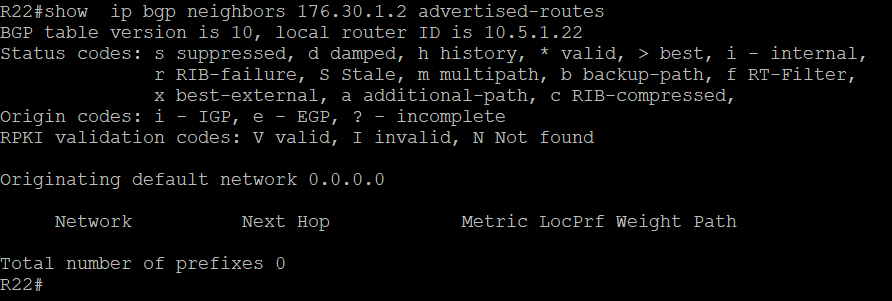 R22#show  ip bgp neighbors 176.30.1.2 advertised-routes
BGP table version is 10, local router ID is 10.5.1.22
Status codes: s suppressed, d damped, h history, * valid, > best, i - internal,
              r RIB-failure, S Stale, m multipath, b backup-path, f RT-Filter,
              x best-external, a additional-path, c RIB-compressed,
Origin codes: i - IGP, e - EGP, ? - incomplete
RPKI validation codes: V valid, I invalid, N Not found

Originating default network 0.0.0.0

     Network          Next Hop            Metric LocPrf Weight Path

Total number of prefixes 0
R22#